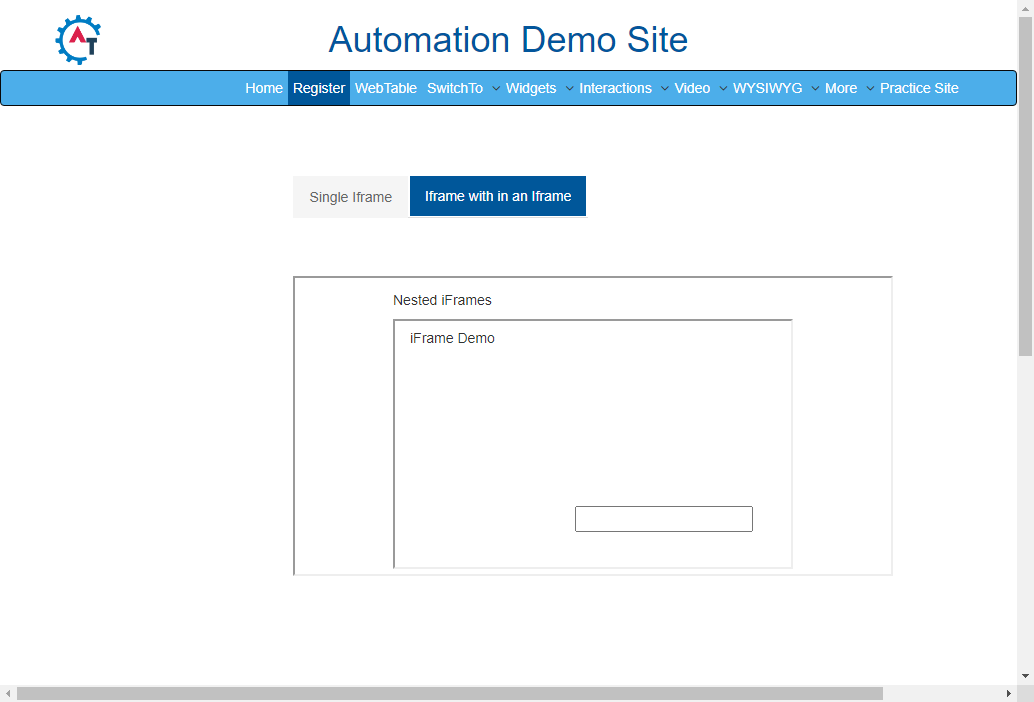 AT
Automation Demo Site
Home Register WebTable SwitchTo Widgets Interactions Video WYSIWYG More Practice Site
Single Iframe Iframe with in an Iframe
Nested iFrames
iFrame Demo